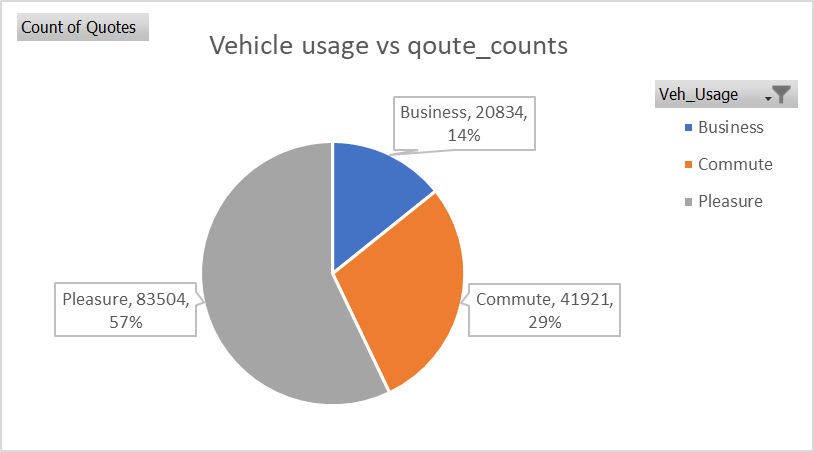 Count of Quotes
Vehicle usage vs qoute_counts
Business, 20834,
14%
Veh_Usage
Business
Commute
Pleasure
Pleasure, 83504,
57%
Commute, 41921,
29%